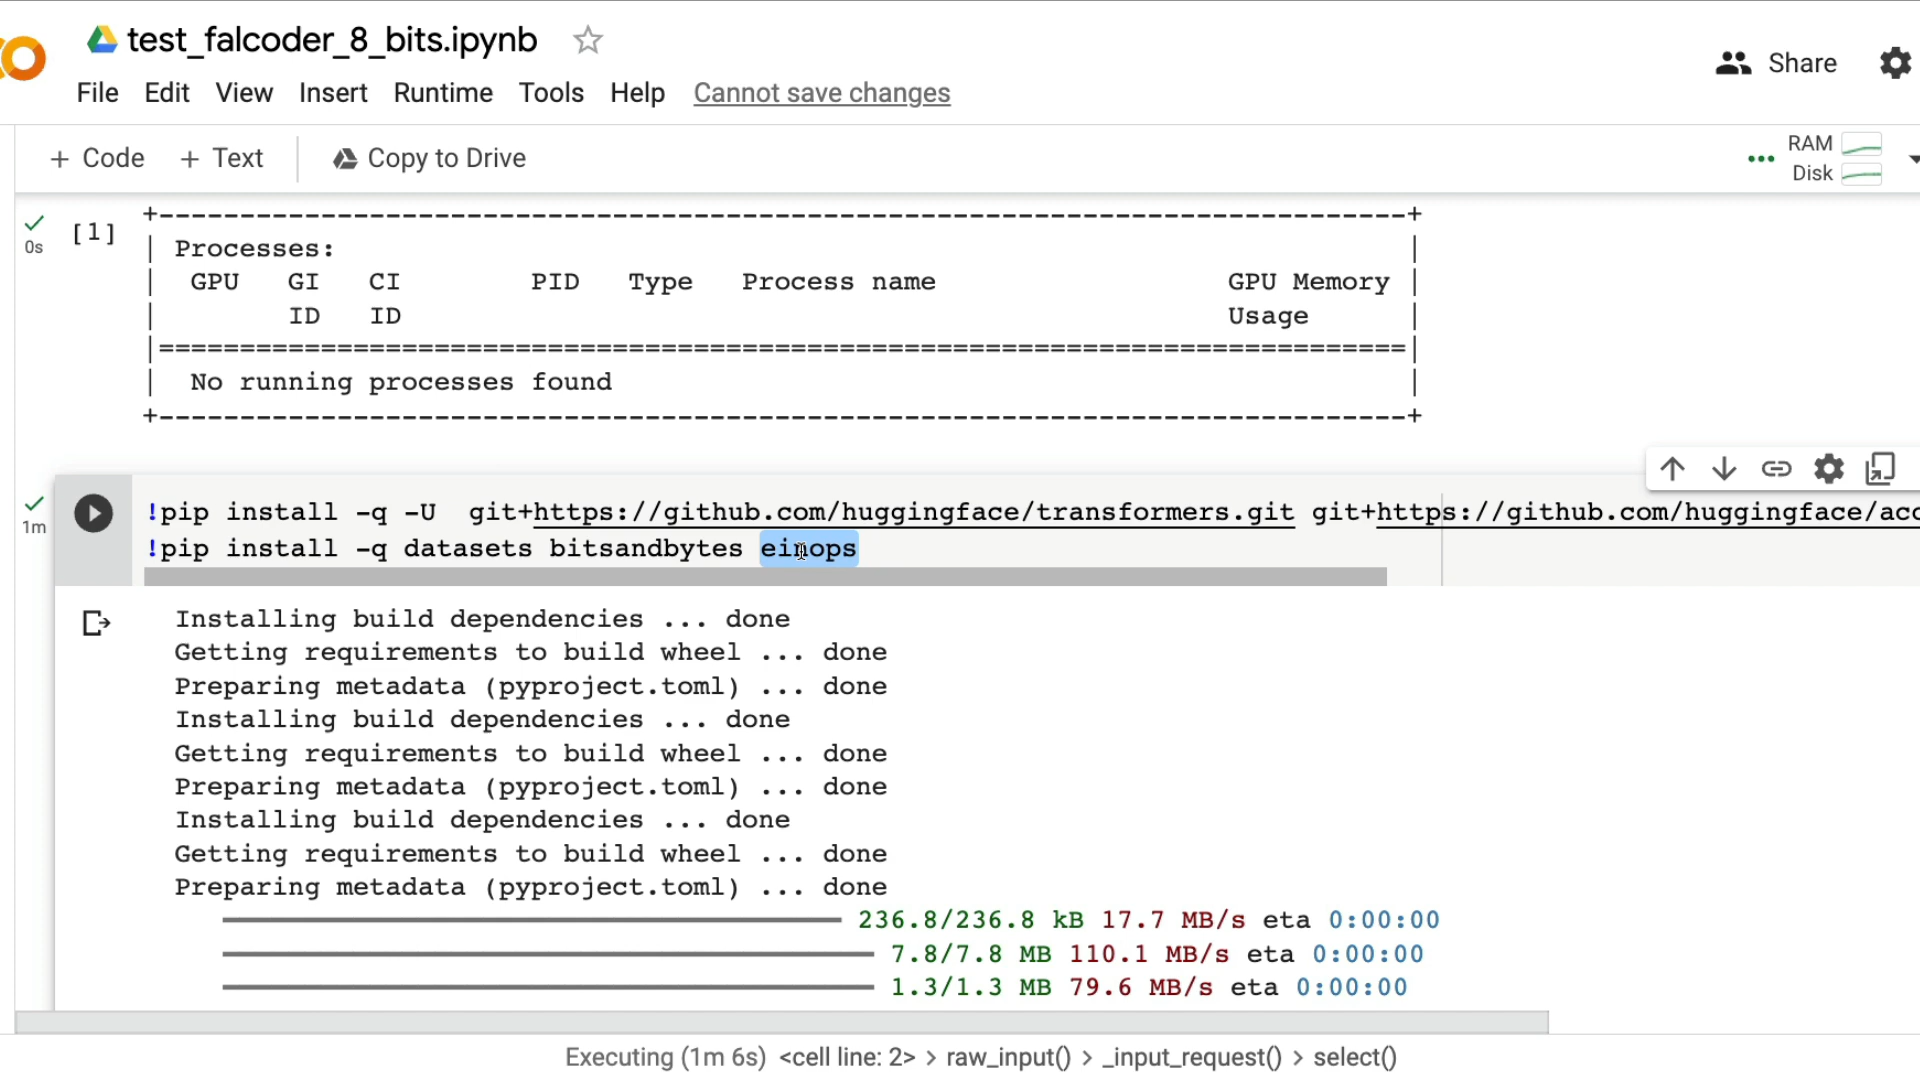 test_falcoder_8_bits.ipynb
File Edit View Insert Runtime Tools Help Cannot save changes
Share
+ Code + Text Copy to Drive
RAM
Disk
0s
[1]
+-----------------------------------------------------------------------------+
| Processes: |
| GPU GI CI PID Type Process name GPU Memory |
| ID ID Usage |
|=============================================================================|
| No running processes found |
+-----------------------------------------------------------------------------+
1m
!pip install -q -U git+https://github.com/huggingface/transformers.git git+https://github.com/huggingface/acc
!pip install -q datasets bitsandbytes einops
Installing build dependencies ... done
Getting requirements to build wheel ... done
Preparing metadata (pyproject.toml) ... done
Installing build dependencies ... done
Getting requirements to build wheel ... done
Preparing metadata (pyproject.toml) ... done
Installing build dependencies ... done
Getting requirements to build wheel ... done
Preparing metadata (pyproject.toml) ... done
236.8/236.8 kB 17.7 MB/s eta 0:00:00
7.8/7.8 MB 110.1 MB/s eta 0:00:00
1.3/1.3 MB 79.6 MB/s eta 0:00:00
Executing (1m 6s) <cell line: 2> > raw_input() > _input_request() > select()